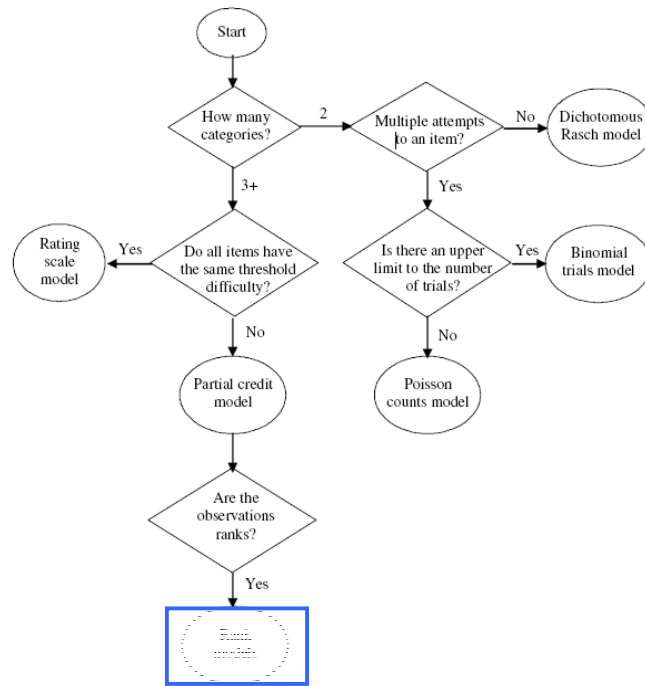 Start
How many
categories?
2
Multiple attempts
to an item?
No
Dichotomous
Rasch model
3+
Yes
Rating
scale
model
Yes
Do all items have
the same threshold
difficulty?
Is there an upper
limit to the number
of trials?
Yes
Binomial
trials model
No
No
Partial credit
model
Poisson
counts model
Are the
observations
ranks?
Yes